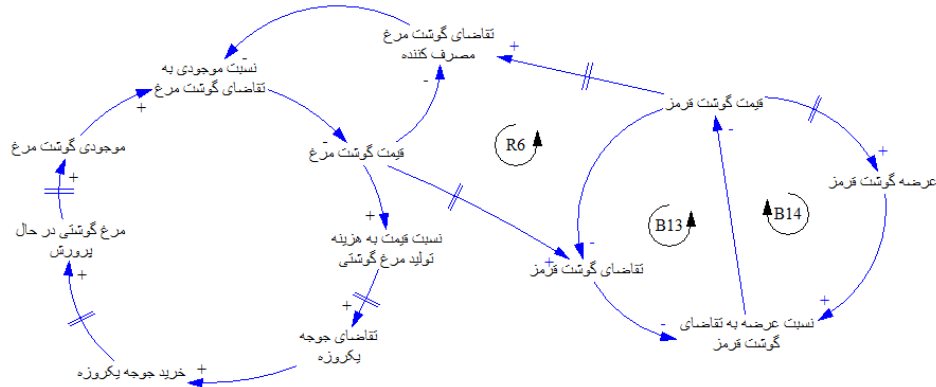 تقاضای گوشت مرغ
مصرف کننده
نسبت موجودی به
تقاضای گوشت مرغ
قیمت گوشت قرمز
موجودی گوشت مرغ
قیمت گوشت مرغ
R6
عرضه گوشت قرمز
مرغ گوشتی در حال
پرورش
نسبت قیمت به هزینه
تولید مرغ گوشتی
B13
B14
تقاضای گوشت قرمز
تقاضای جوجه
یکروزه
نسبت عرضه به تقاضای
گوشت قرمز
خرید جوجه یکروزه